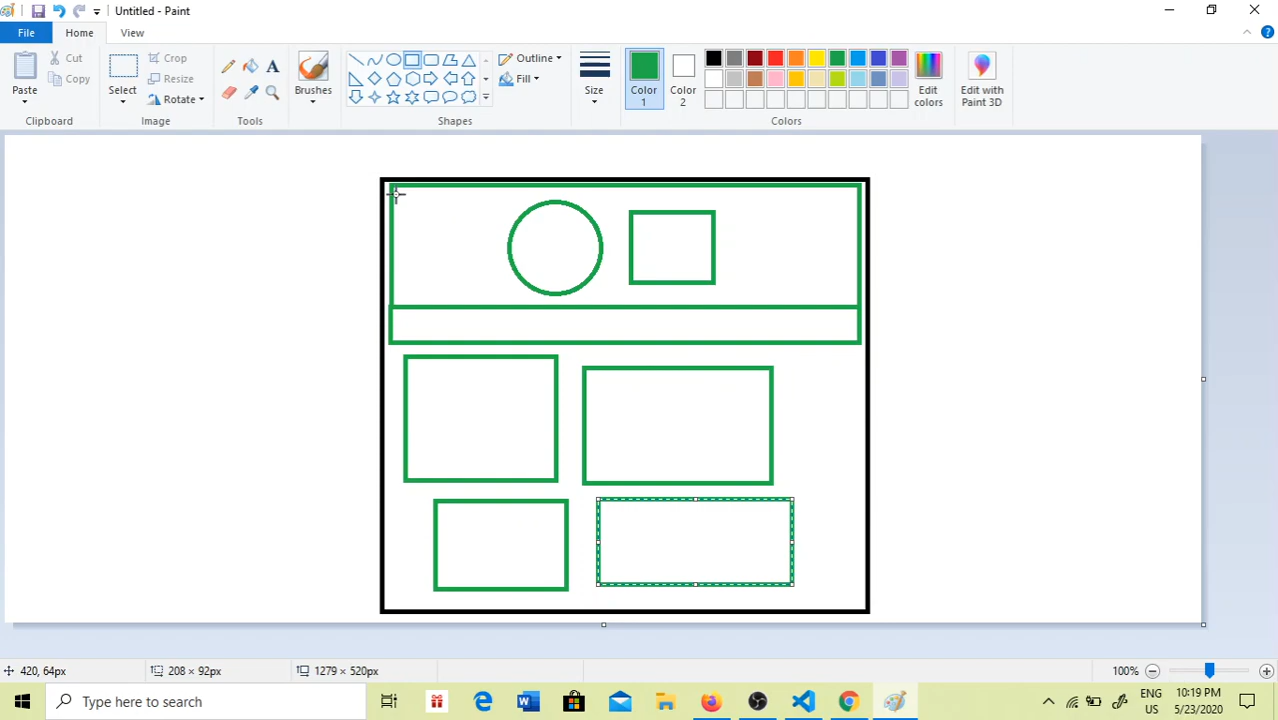 Untitled - Paint
File Home View
Paste
Cut
Copy
Clipboard
Select
Crop
Resize
Rotate
Image
A
Tools
Brushes
Outline
Fill
Shapes
Size
Color 1
Color 2
Edit colors
Colors
Edit with Paint 3D
420, 64px
208 × 92px
1279 × 520px
100%
Type here to search
ENG
US
10:19 PM
5/23/2020